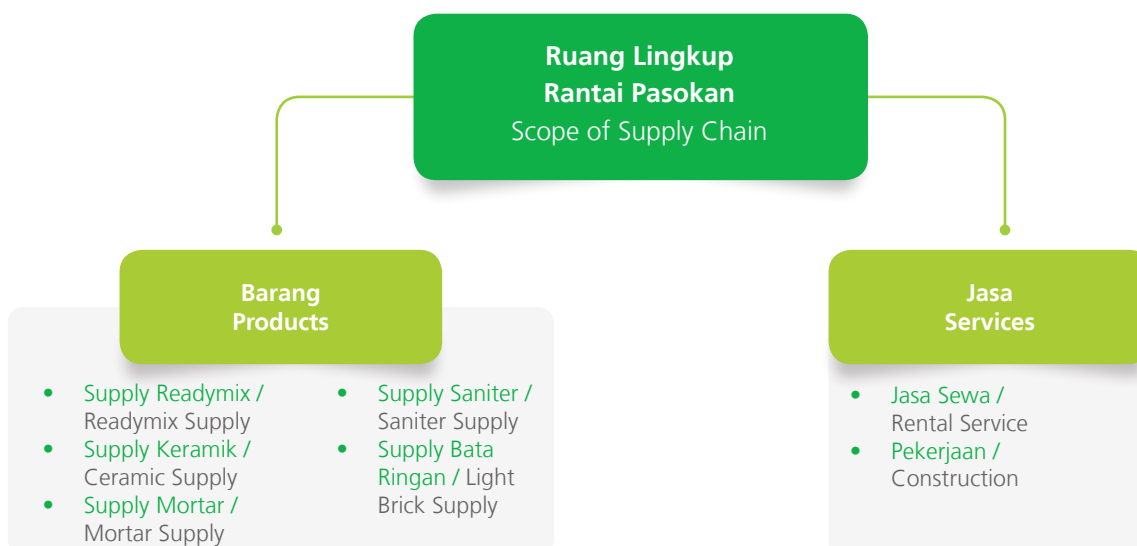 Ruang Lingkup
Rantai Pasokan
Scope of Supply Chain
Barang
Products
• Supply Readymix /
Readymix Supply
• Supply Keramik /
Ceramic Supply
• Supply Mortar /
Mortar Supply
• Supply Saniter /
Saniter Supply
• Supply Bata
Ringan / Light
Brick Supply
Jasa
Services
• Jasa Sewa /
Rental Service
• Pekerjaan /
Construction